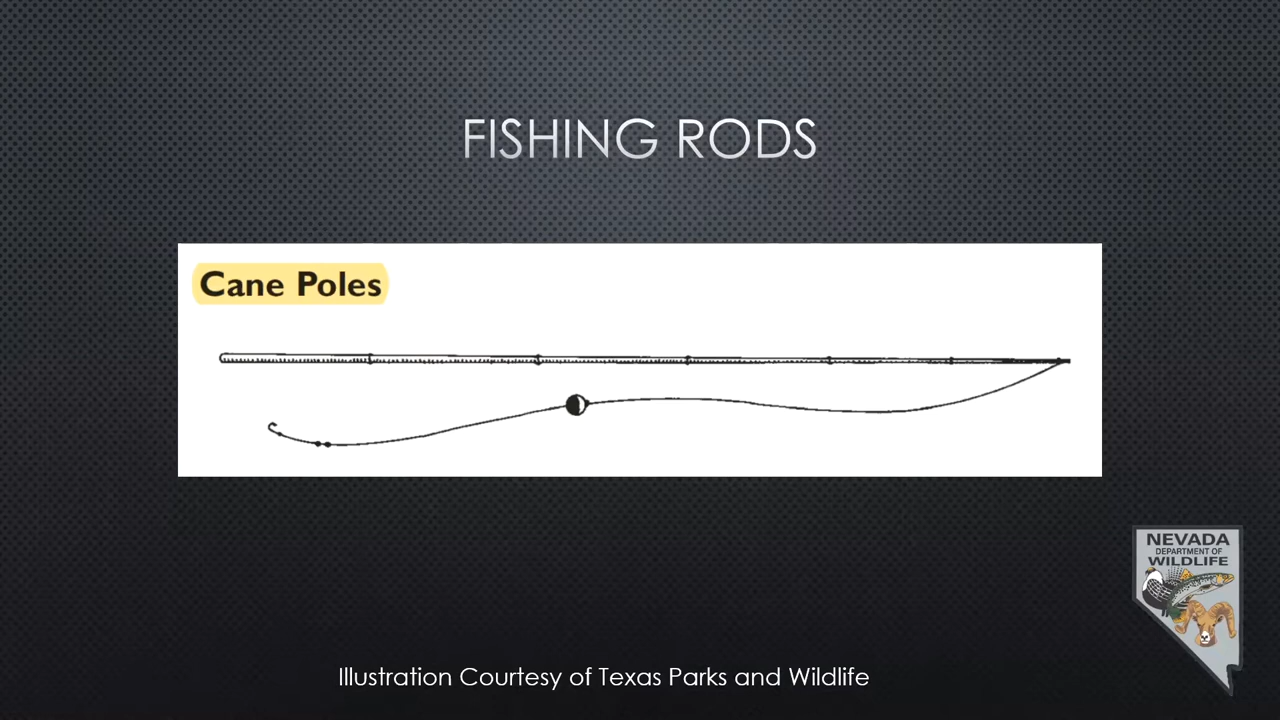 FISHING RODS
Cane Poles
NEVADA
DEPARTMENT OF
WILDLIFE
Illustration Courtesy of Texas Parks and Wildlife